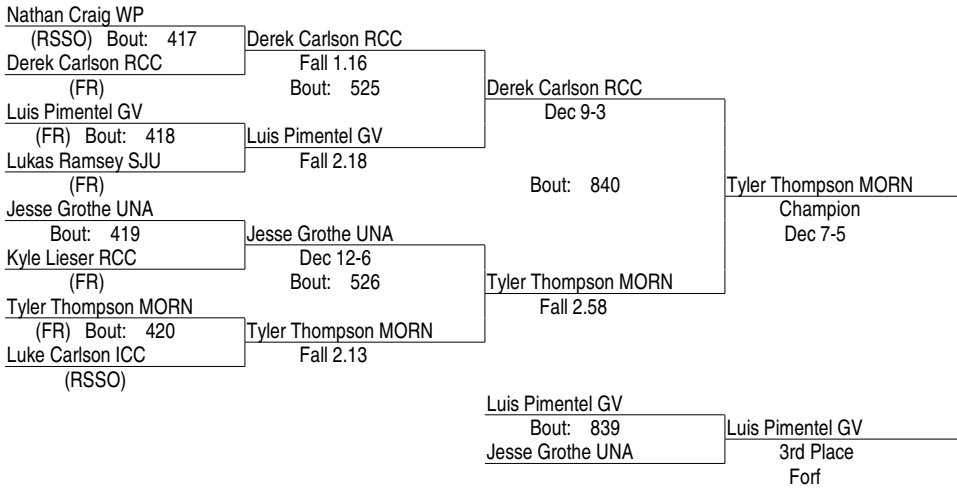 Nathan Craig WP
(RSSO) Bout: 417
Derek Carlson RCC
Derek Carlson RCC
Fall 1.16
(FR)
Bout: 525
Derek Carlson RCC
Luis Pimentel GV
Dec 9-3
(FR) Bout: 418
Luis Pimentel GV
Lukas Ramsey SJU
Fall 2.18
(FR)
Bout: 840
Tyler Thompson MORN
Jesse Grothe UNA
Champion
Bout: 419
Jesse Grothe UNA
Dec 7-5
Kyle Lieser RCC
Dec 12-6
(FR)
Bout: 526
Tyler Thompson MORN
Tyler Thompson MORN
Fall 2.58
(FR) Bout: 420
Tyler Thompson MORN
Luke Carlson ICC
Fall 2.13
(RSSO)
Luis Pimentel GV
Bout: 839
Luis Pimentel GV
Jesse Grothe UNA
3rd Place
Forf